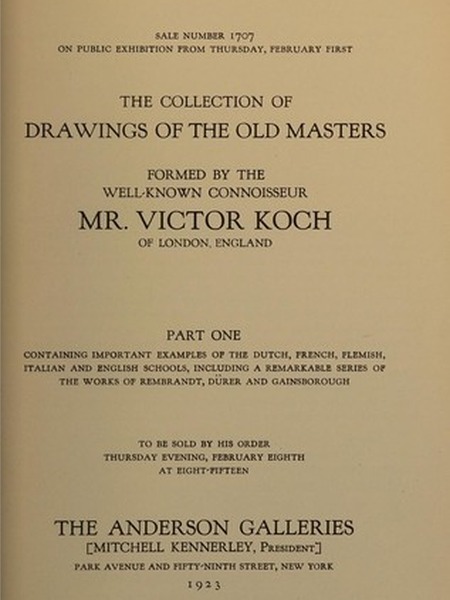 SALE NUMBER 1707
ON PUBLIC EXHIBITION FROM THURSDAY, FEBRUARY FIRST
THE COLLECTION OF
DRAWINGS OF THE OLD MASTERS
FORMED BY THE
WELL-KNOWN CONNOISSEUR
MR. VICTOR KOCH
OF LONDON, ENGLAND
PART ONE
CONTAINING IMPORTANT EXAMPLES OF THE DUTCH, FRENCH, FLEMISH,
ITALIAN AND ENGLISH SCHOOLS, INCLUDING A REMARKABLE SERIES OF
THE WORKS OF REMBRANDT, DÜRER AND GAINSBOROUGH
TO BE SOLD BY HIS ORDER
THURSDAY EVENING, FEBRUARY EIGHTH
AT EIGHT-FIFTEEN
THE ANDERSON GALLERIES
[MITCHELL KENNERLEY, PRESIDENT]
PARK AVENUE AND FIFTY-NINTH STREET, NEW YORK
1923